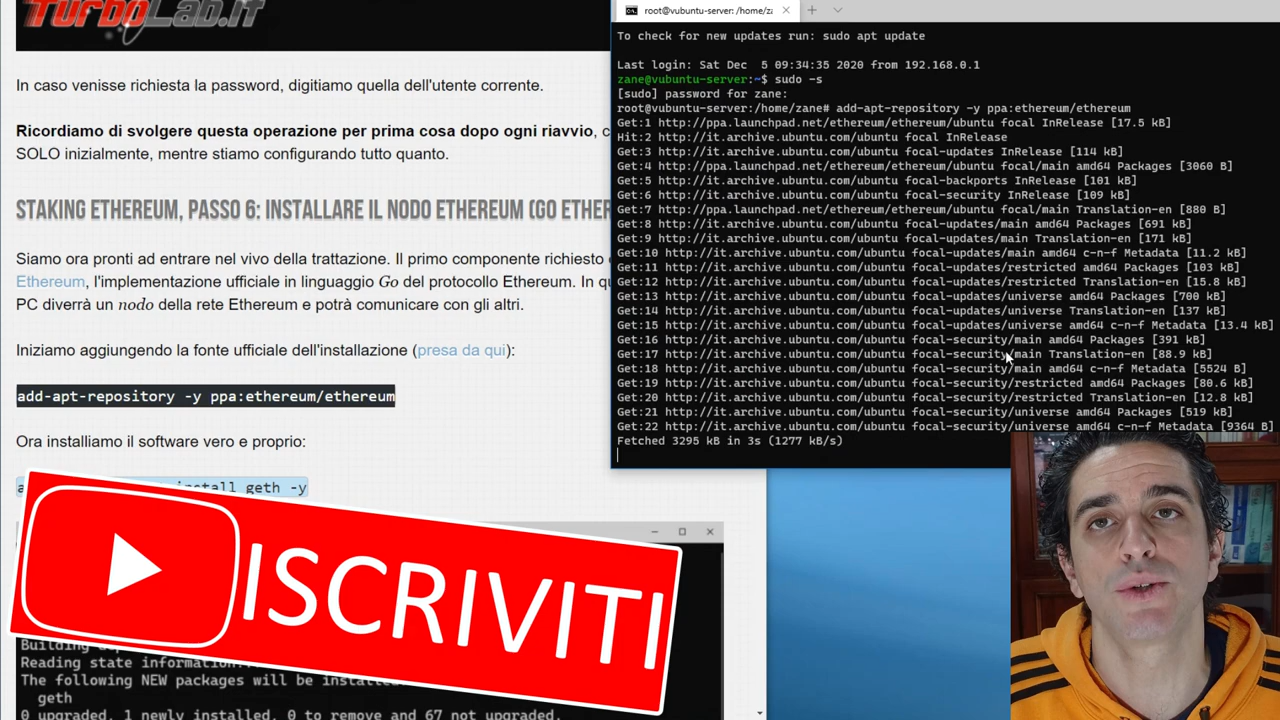 TURBOLAB.IT
In caso venisse richiesta la password, digitiamo quella dell'utente corrente.
Ricordiamo di svolgere questa operazione per prima cosa dopo ogni riavvio, c
SOLO inizialmente, mentre stiamo configurando tutto quanto.
STAKING ETHEREUM, PASSO 6: INSTALLARE IL NODO ETHEREUM (GO ETHER
Siamo ora pronti ad entrare nel vivo della trattazione. Il primo componente richiesto
Ethereum, l'implementazione ufficiale in linguaggio Go del protocollo Ethereum. In qu
PC diverrà un nodo della rete Ethereum e potrà comunicare con gli altri.
Iniziamo aggiungendo la fonte ufficiale dell'installazione (presa da qui):
add-apt-repository -y ppa:ethereum/ethereum
Ora installiamo il software vero e proprio:
install geth -y
ISCRIVITI
Building
Reading state information...
The following NEW packages will be installed
geth
0 upgraded, 1 newly installed, 0 to remove and 67 not upgraded.
root@vubuntu-server: /home/za
To check for new updates run: sudo apt update
Last login: Sat Dec  5 09:34:35 2020 from 192.168.0.1
zane@vubuntu-server:~$ sudo -s
[sudo] password for zane:
root@vubuntu-server:/home/zane# add-apt-repository -y ppa:ethereum/ethereum
Get:1 http://ppa.launchpad.net/ethereum/ethereum/ubuntu focal InRelease [17.5 kB]
Hit:2 http://it.archive.ubuntu.com/ubuntu focal InRelease
Get:3 http://it.archive.ubuntu.com/ubuntu focal-updates InRelease [114 kB]
Get:4 http://ppa.launchpad.net/ethereum/ethereum/ubuntu focal/main amd64 Packages [3060 B]
Get:5 http://it.archive.ubuntu.com/ubuntu focal-backports InRelease [101 kB]
Get:6 http://it.archive.ubuntu.com/ubuntu focal-security InRelease [109 kB]
Get:7 http://ppa.launchpad.net/ethereum/ethereum/ubuntu focal/main Translation-en [880 B]
Get:8 http://it.archive.ubuntu.com/ubuntu focal-updates/main amd64 Packages [691 kB]
Get:9 http://it.archive.ubuntu.com/ubuntu focal-updates/main Translation-en [171 kB]
Get:10 http://it.archive.ubuntu.com/ubuntu focal-updates/main amd64 c-n-f Metadata [11.2 kB]
Get:11 http://it.archive.ubuntu.com/ubuntu focal-updates/restricted amd64 Packages [103 kB]
Get:12 http://it.archive.ubuntu.com/ubuntu focal-updates/restricted Translation-en [15.8 kB]
Get:13 http://it.archive.ubuntu.com/ubuntu focal-updates/universe amd64 Packages [700 kB]
Get:14 http://it.archive.ubuntu.com/ubuntu focal-updates/universe Translation-en [137 kB]
Get:15 http://it.archive.ubuntu.com/ubuntu focal-updates/universe amd64 c-n-f Metadata [13.4 kB]
Get:16 http://it.archive.ubuntu.com/ubuntu focal-security/main amd64 Packages [391 kB]
Get:17 http://it.archive.ubuntu.com/ubuntu focal-security/main Translation-en [88.9 kB]
Get:18 http://it.archive.ubuntu.com/ubuntu focal-security/main amd64 c-n-f Metadata [5524 B]
Get:19 http://it.archive.ubuntu.com/ubuntu focal-security/restricted amd64 Packages [80.6 kB]
Get:20 http://it.archive.ubuntu.com/ubuntu focal-security/restricted Translation-en [12.8 kB]
Get:21 http://it.archive.ubuntu.com/ubuntu focal-security/universe amd64 Packages [519 kB]
Get:22 http://it.archive.ubuntu.com/ubuntu focal-security/universe amd64 c-n-f Metadata [9364 B]
Fetched 3295 kB in 3s (1277 kB/s)